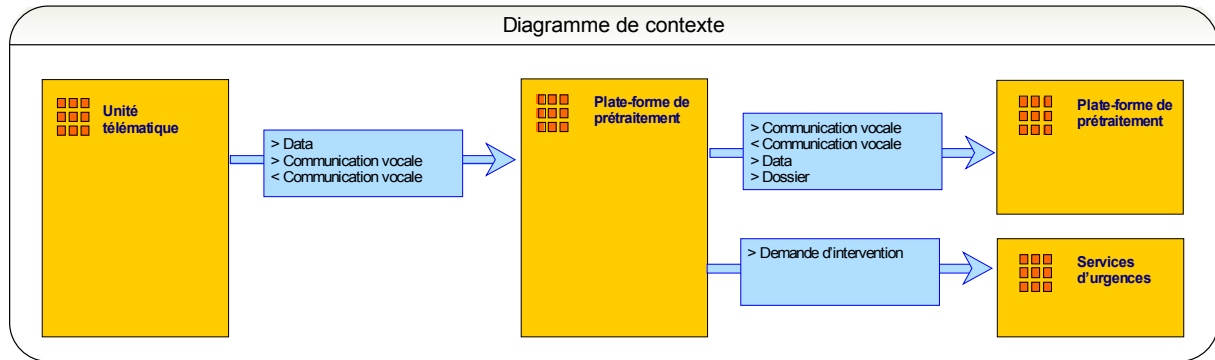 Diagramme de contexte
Unité
télématique
> Data
> Communication vocale
< Communication vocale
Plate-forme de
prétraitement
> Communication vocale
< Communication vocale
> Data
> Dossier
Plate-forme de
prétraitement
> Demande d'intervention
Services
d'urgences